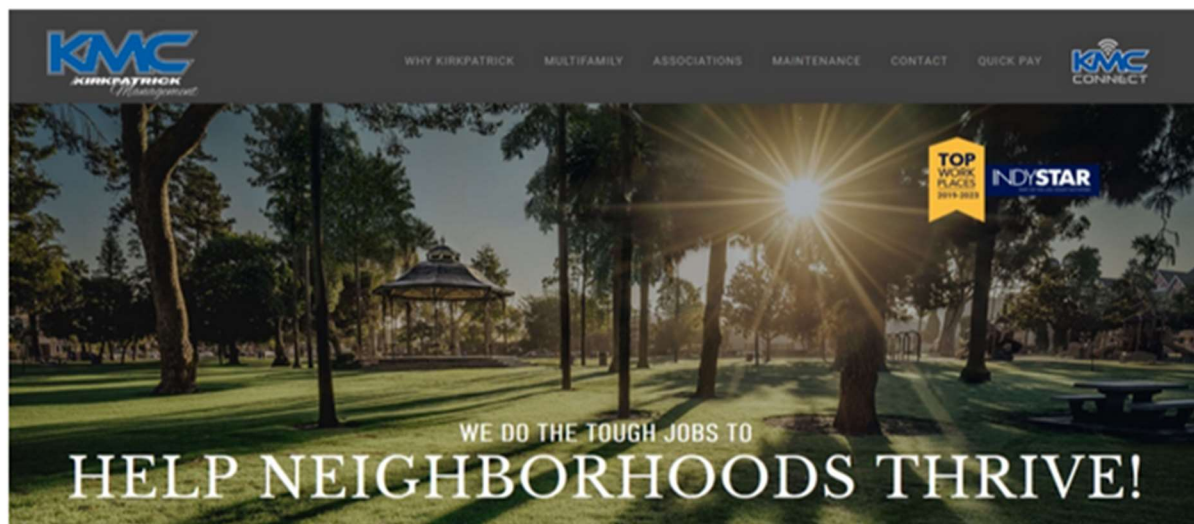 KMC
KIRKPATRICK
Management
WHY KIRKPATRICK MULTIFAMILY ASSOCIATIONS MAINTENANCE CONTACT QUICK PAY
KMC
CONNECT
TOP
WORK
PLACES
2019-2023
INDYSTAR
WE DO THE TOUGH JOBS TO
HELP NEIGHBORHOODS THRIVE!